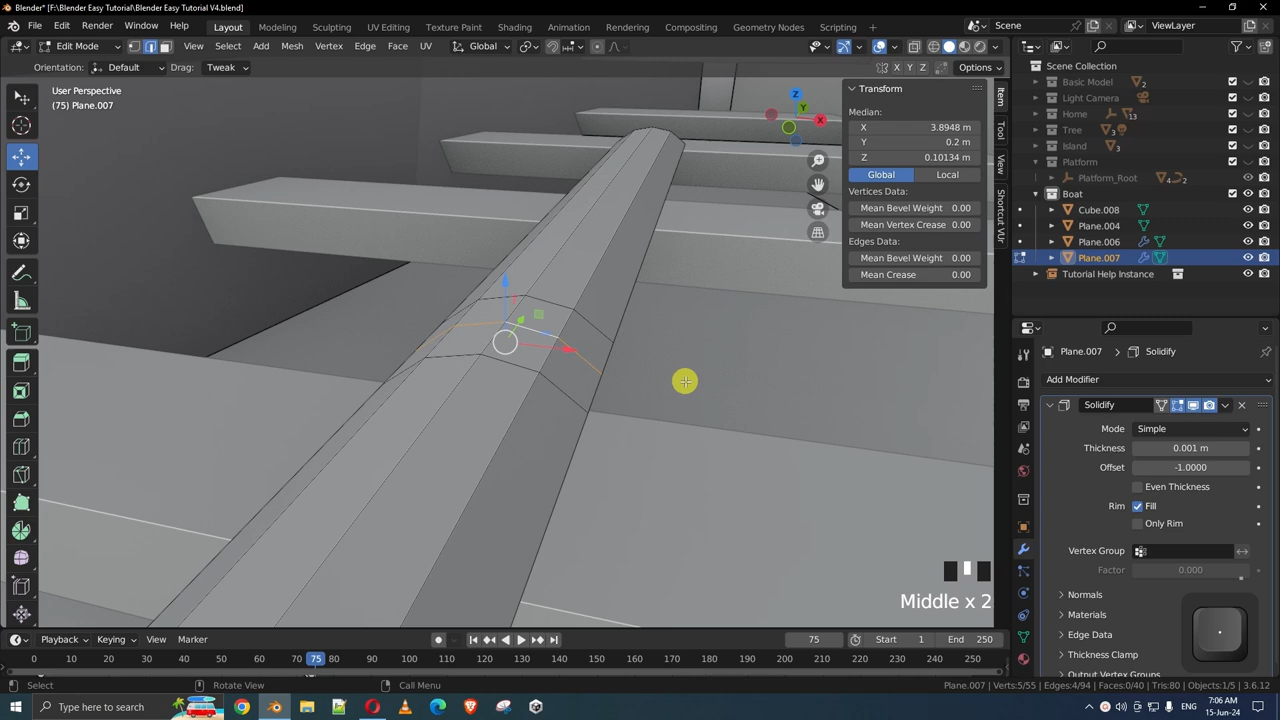 Blender* [F:\Blender Easy Tutorial\Blender Easy Tutorial V4.blend]
File Edit Render Window Help Layout Modeling Sculpting UV Editing Texture Paint Shading Animation Rendering Compositing Geometry Nodes Scripting Scene ViewLayer
Edit Mode View Select Add Mesh Vertex Edge Face UV Global
Orientation: Default Drag: Tweak X Y Z Options
User Perspective
(75) Plane.007
Z
Y
X
Transform
Median:
X 3.8948 m
Y 0.2 m
Z 0.10134 m
Global Local
Vertices Data:
Mean Bevel Weight 0.00
Mean Vertex Crease 0.00
Edges Data:
Mean Bevel Weight 0.00
Mean Crease 0.00
Item
Tool
View
Shortcut VUr
Scene Collection
Basic Model 2
Light Camera
Home 13
Tree 3
Island 3
Platform
Platform_Root 4 2
Boat
Cube.008
Plane.004
Plane.006
Plane.007
Tutorial Help Instance
Plane.007 Solidify
Add Modifier
Solidify
Mode Simple
Thickness 0.001 m
Offset -1.0000
Even Thickness
Rim Fill
Only Rim
Vertex Group
Factor 0.000
Normals
Materials
Edge Data
Thickness Clamp
Output Vertex Groups
Middle x 2
Playback Keying View Marker 75 Start 1 End 250
0 10 20 30 40 50 60 70 75 80 90 100 110 120 130 140 150 160 170 180 190 200 210 220 230 240 250
Select Rotate View Call Menu Plane.007 | Verts:5/55 | Edges:4/94 | Faces:0/40 | Tris:80 | Objects:1/5 | 3.6.12
Type here to search
7:06 AM
15-Jun-24